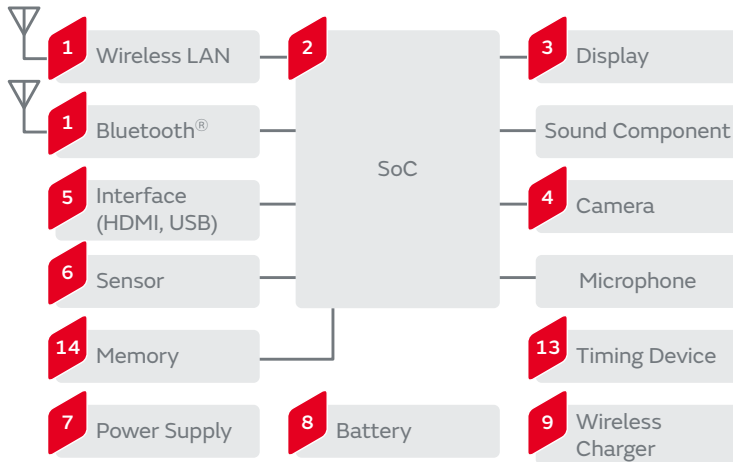 1
Wireless LAN
2
SoC
3
Display
1
Bluetooth®
Sound Component
5
Interface
(HDMI, USB)
4
Camera
6
Sensor
Microphone
14
Memory
13
Timing Device
7
Power Supply
8
Battery
9
Wireless
Charger